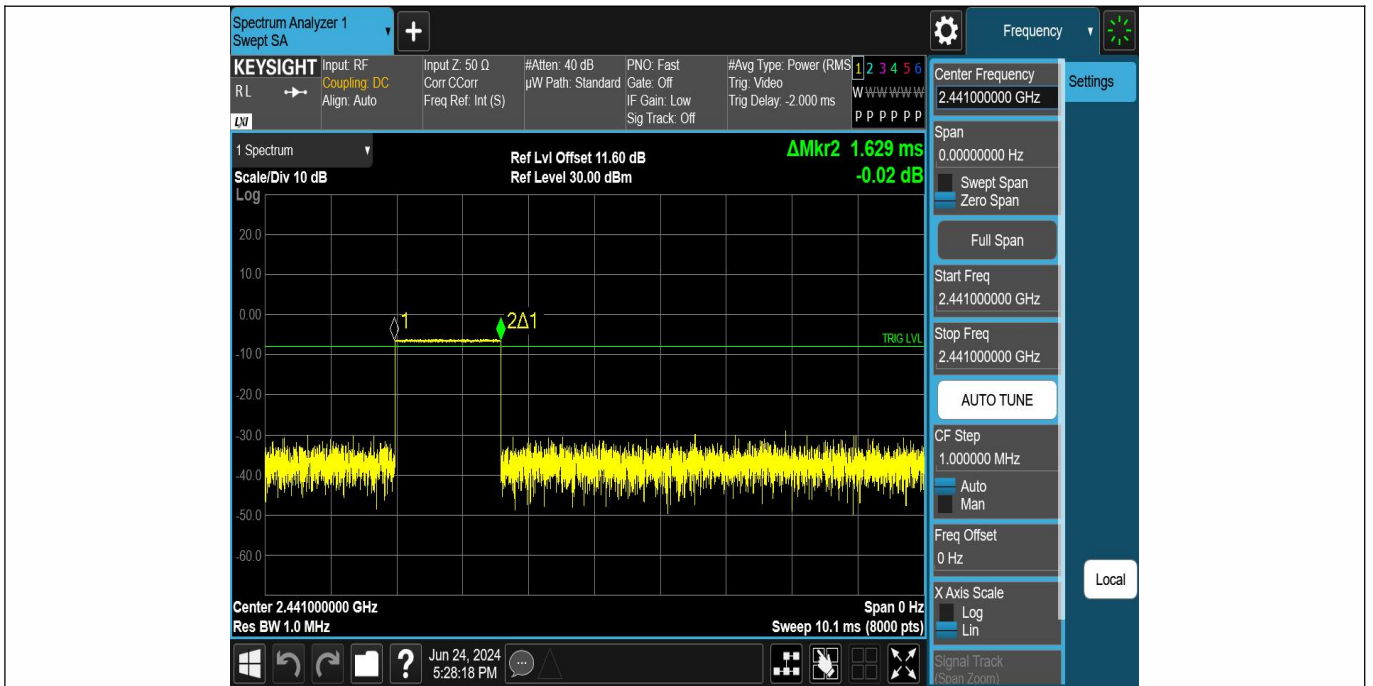 Spectrum Analyzer 1
Swept SA
+
Frequency
KEYSIGHT
RL
LXI
Input: RF
Coupling: DC
Align: Auto
Input Z: 50 Ω
Corr CCorr
Freq Ref: Int (S)
#Atten: 40 dB
µW Path: Standard
PNO: Fast
Gate: Off
IF Gain: Low
Sig Track: Off
#Avg Type: Power (RMS
Trig: Video
Trig Delay: -2.000 ms
1 2 3 4 5 6
W W W W W W
P P P P P P
1 Spectrum
Scale/Div 10 dB
Ref Lvl Offset 11.60 dB
Ref Level 30.00 dBm
ΔMkr2 1.629 ms
-0.02 dB
Log
20.0
10.0
0.00
1
2Δ1
TRIG LVL
-10.0
-20.0
-30.0
-40.0
-50.0
-60.0
Center 2.441000000 GHz
Span 0 Hz
Res BW 1.0 MHz
Sweep 10.1 ms (8000 pts)
Center Frequency
2.441000000 GHz
Settings
Span
0.00000000 Hz
Swept Span
Zero Span
Full Span
Start Freq
2.441000000 GHz
Stop Freq
2.441000000 GHz
AUTO TUNE
CF Step
1.000000 MHz
Auto
Man
Freq Offset
0 Hz
X Axis Scale
Log
Lin
Signal Track
(Span Zoom)
Local
?
Jun 24, 2024
5:28:18 PM